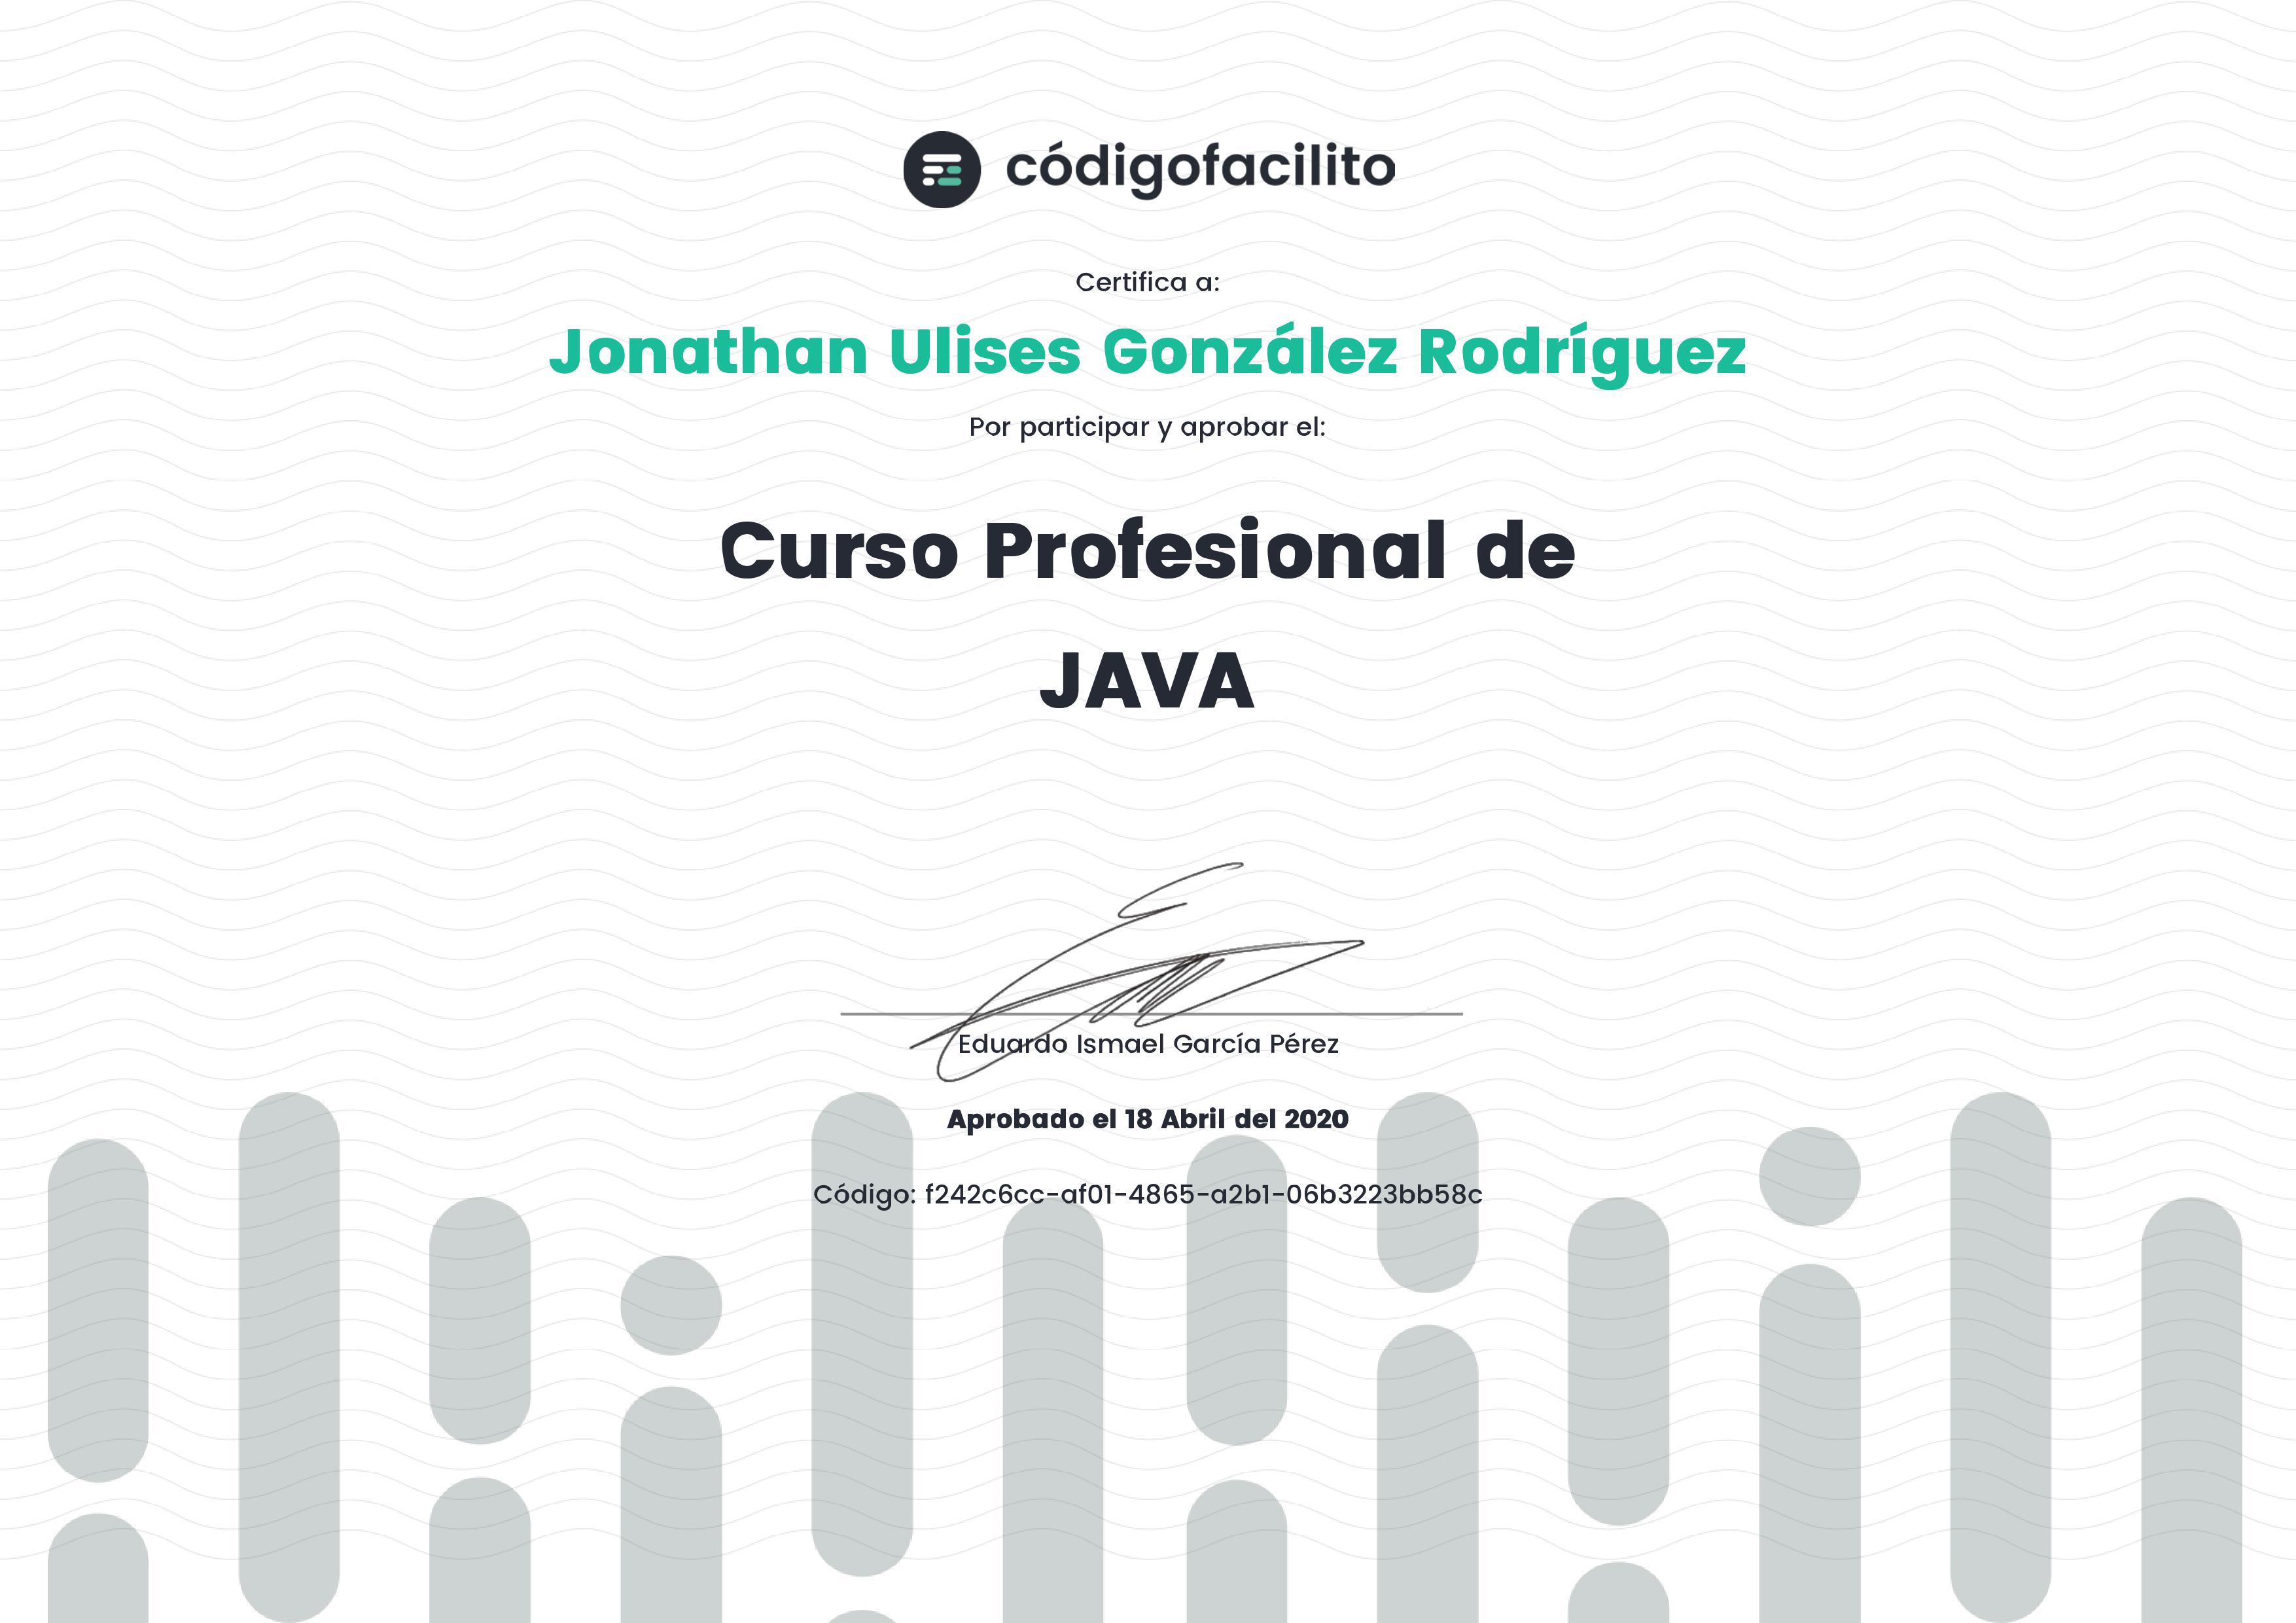 códigofacilito
Certifica a:
Jonathan Ulises González Rodríguez
Por participar y aprobar el:
Curso Profesional de
JAVA
Eduardo Ismael García Pérez
Aprobado el 18 Abril del 2020
Código: f242c6cc-af01-4865-a2b1-06b3223bb58c